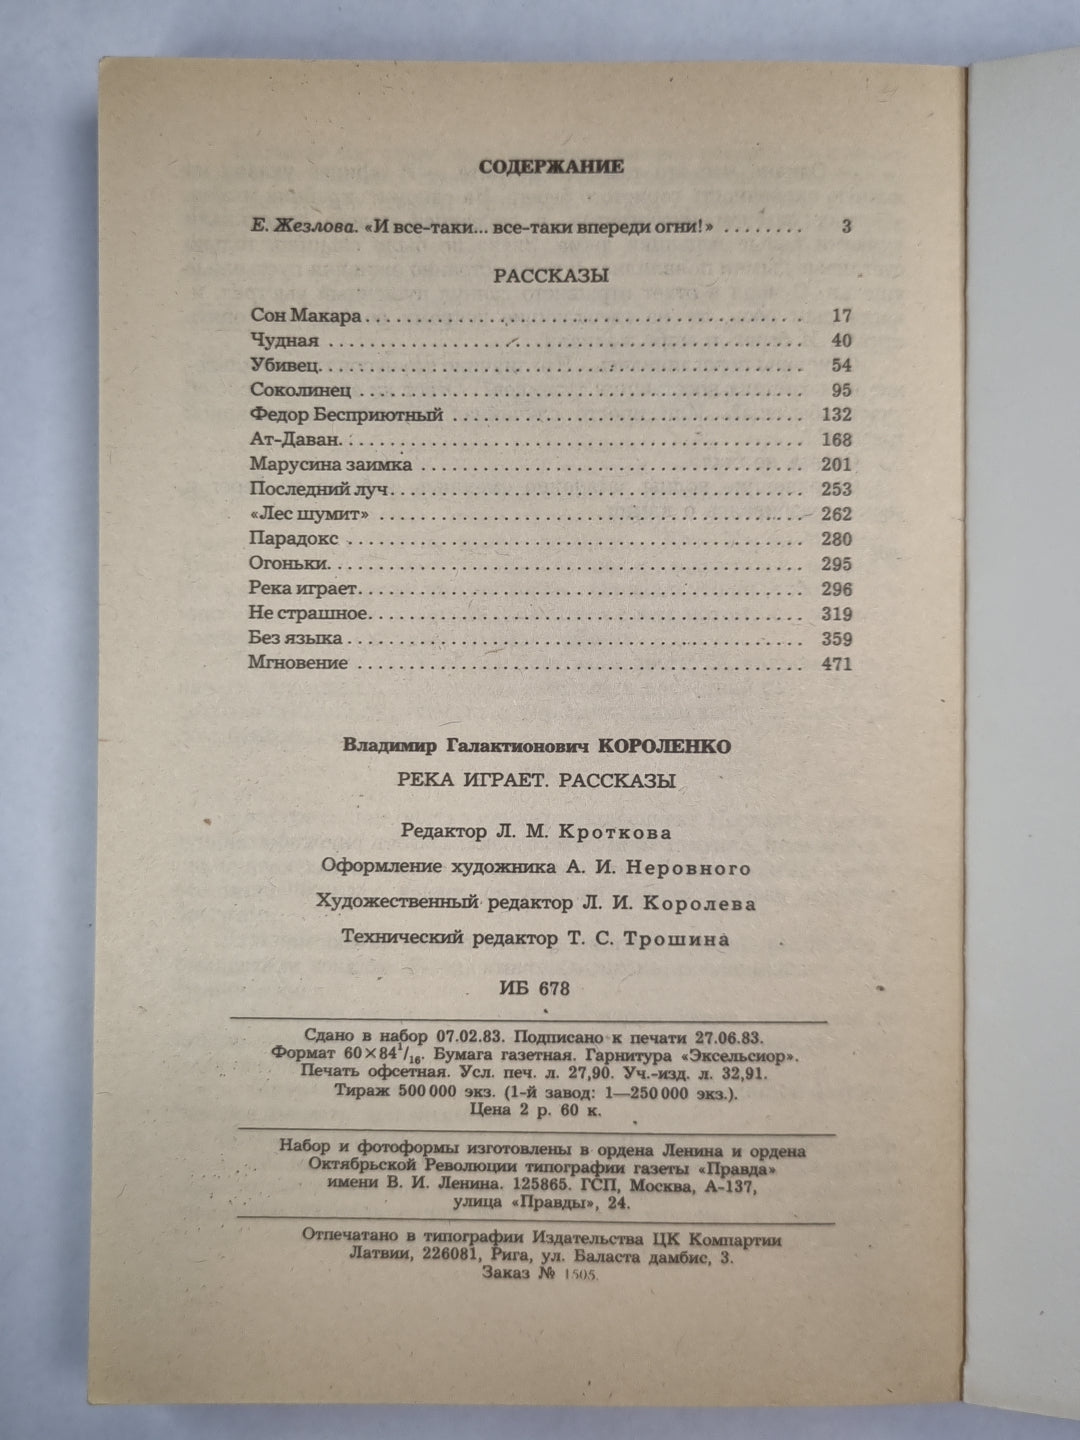 СОДЕРЖАНИЕ
Е. Жезлова. «И все-таки... все-таки впереди огни!» ........ 3
РАССКАЗЫ
Сон Макара ........ 17
Чудная ........ 40
Убивец ........ 54
Соколинец ........ 95
Федор Бесприютный ........ 132
Ат-Даван ........ 168
Марусина заимка ........ 201
Последний луч ........ 253
«Лес шумит» ........ 262
Парадокс ........ 280
Огоньки ........ 295
Река играет ........ 296
Не страшное ........ 319
Без языка ........ 359
Мгновение ........ 471
Владимир Галактионович КОРОЛЕНКО
РЕКА ИГРАЕТ. РАССКАЗЫ
Редактор Л. М. Кроткова
Оформление художника А. И. Неровного
Художественный редактор Л. И. Королева
Технический редактор Т. С. Трошина
ИБ 678
Сдано в набор 07.02.83. Подписано к печати 27.06.83.
Формат 60×84¹/₁₆. Бумага газетная. Гарнитура «Эксельсиор».
Печать офсетная. Усл. печ. л. 27,90. Уч.-изд. л. 32,91.
Тираж 500 000 экз. (1-й завод: 1—250 000 экз.).
Цена 2 р. 60 к.
Набор и фотоформы изготовлены в ордена Ленина и ордена
Октябрьской Революции типографии газеты «Правда»
имени В. И. Ленина. 125865. ГСП, Москва, А-137,
улица «Правды», 24.
Отпечатано в типографии Издательства ЦК Компартии
Латвии, 226081, Рига, ул. Баласта дамбис, 3.
Заказ № 1505.